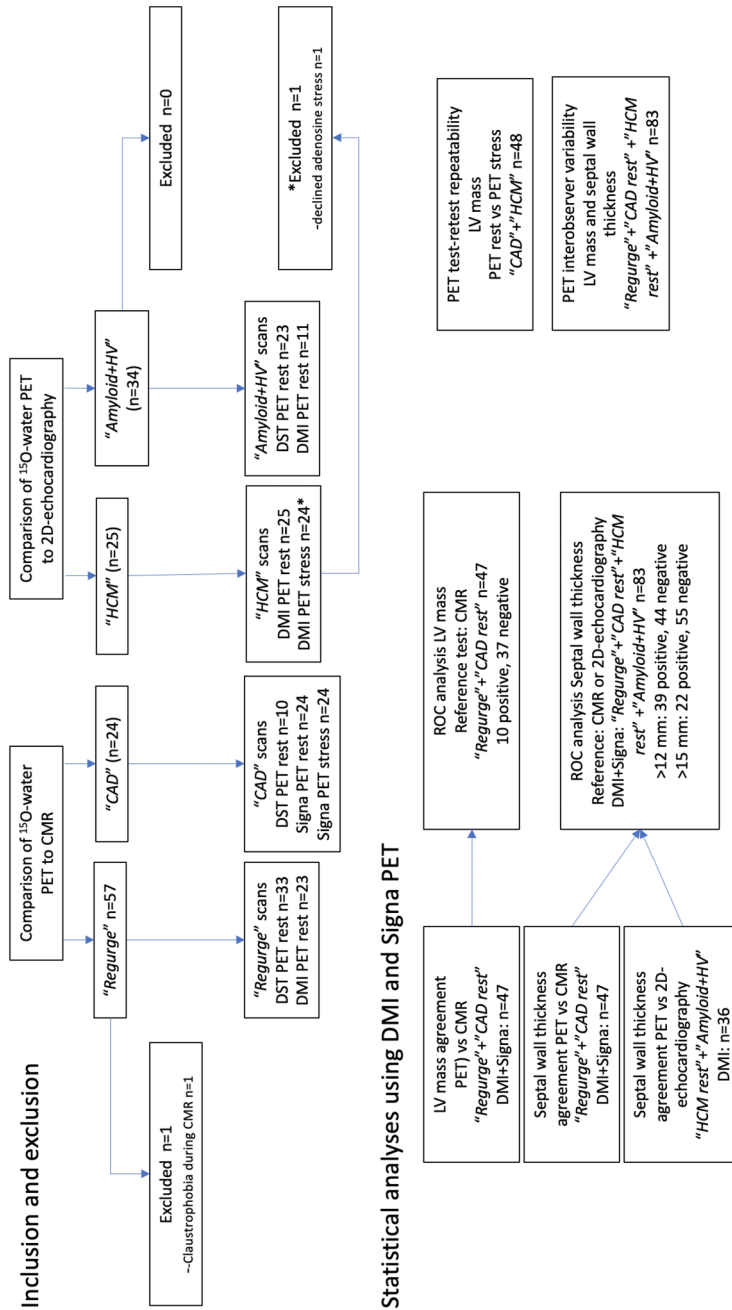 Inclusion and exclusion
Comparison of ¹⁵O-water
PET to CMR
Comparison of ¹⁵O-water PET
to 2D-echocardiography
"Regurge" n=57
"CAD" (n=24)
"HCM" (n=25)
"Amyloid+HV"
(n=34)
Excluded n=1
--Claustrophobia during CMR n=1
Excluded n=0
"Regurge" scans
DST PET rest n=33
DMI PET rest n=23
"CAD" scans
DST PET rest n=10
Signa PET rest n=24
Signa PET stress n=24
"HCM" scans
DMI PET rest n=25
DMI PET stress n=24*
"Amyloid+HV" scans
DST PET rest n=23
DMI PET rest n=11
*Excluded n=1
-declined adenosine stress n=1
Statistical analyses using DMI and Signa PET
LV mass agreement
PET) vs CMR
"Regurge"+"CAD rest"
DMI+Signa: n=47
Septal wall thickness
agreement PET vs CMR
"Regurge"+"CAD rest"
DMI+Signa: n=47
Septal wall thickness
agreement PET vs 2D-
echocardiography
"HCM rest"+"Amyloid+HV"
DMI: n=36
ROC analysis LV mass
Reference test: CMR
"Regurge"+"CAD rest" n=47
10 positive, 37 negative
ROC analysis Septal wall thickness
Reference: CMR or 2D-echocardiography
DMI+Signa: "Regurge"+"CAD rest"+"HCM
rest" +"Amyloid+HV" n=83
>12 mm: 39 positive, 44 negative
>15 mm: 22 positive, 55 negative
PET test-retest repeatability
LV mass
PET rest vs PET stress
"CAD"+"HCM" n=48
PET interobserver variability
LV mass and septal wall
thickness
"Regurge"+"CAD rest" +"HCM
rest" +"Amyloid+HV" n=83